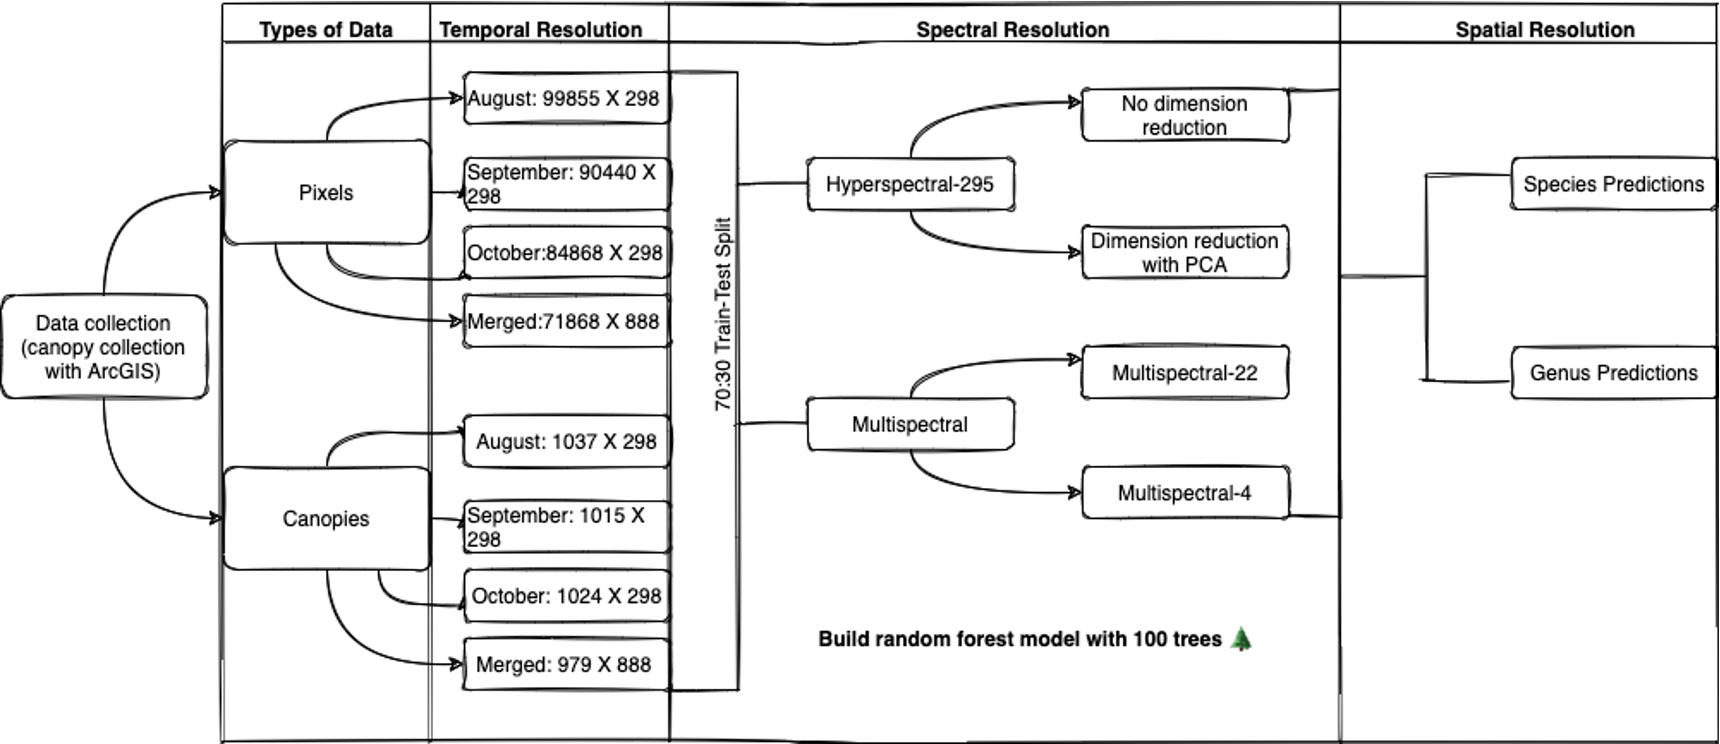 Types of Data
Temporal Resolution
Spectral Resolution
Spatial Resolution
Data collection
(canopy collection
with ArcGIS)
Pixels
Canopies
August: 99855 X 298
September: 90440 X
298
October:84868 X 298
Merged:71868 X 888
August: 1037 X 298
September: 1015 X
298
October: 1024 X 298
Merged: 979 X 888
70:30 Train-Test Split
Hyperspectral-295
Multispectral
No dimension
reduction
Dimension reduction
with PCA
Multispectral-22
Multispectral-4
Build random forest model with 100 trees 🌲
Species Predictions
Genus Predictions